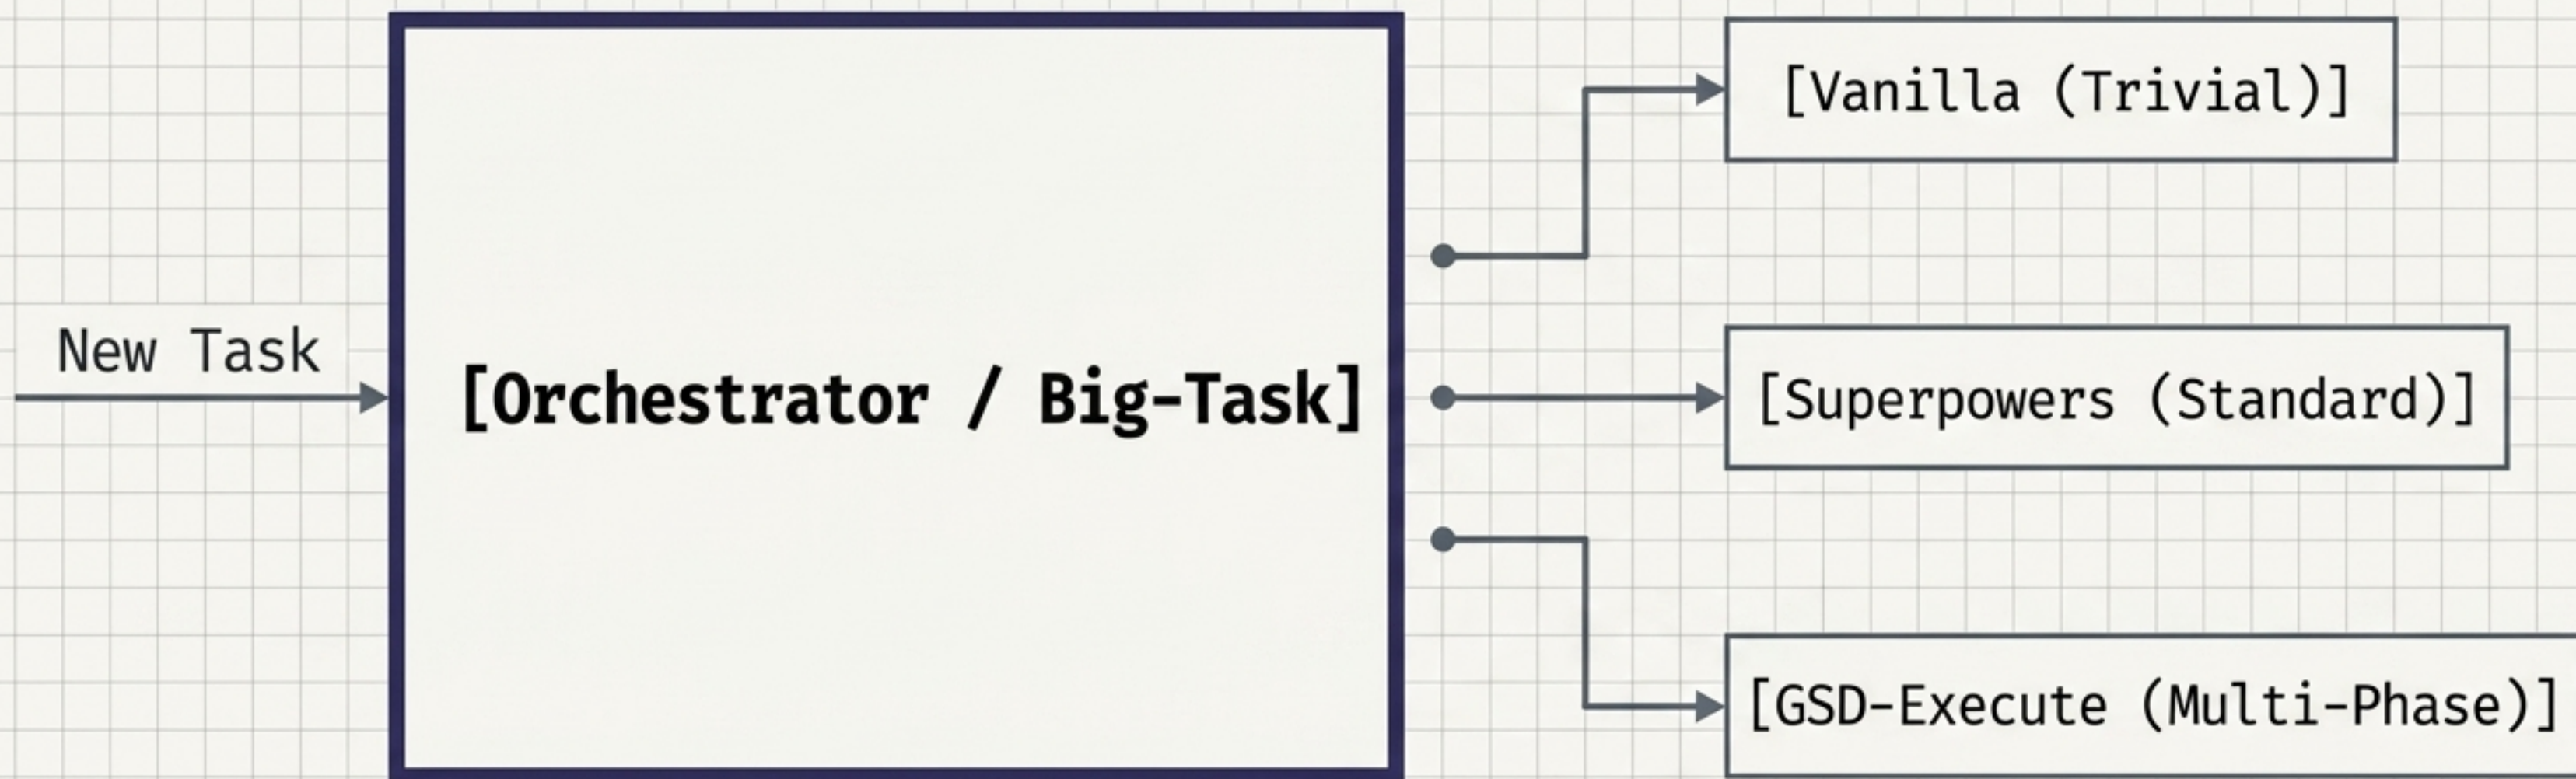 New Task
[Orchestrator / Big-Task]
[Vanilla (Trivial)]
[Superpowers (Standard)]
[GSD-Execute (Multi-Phase)]